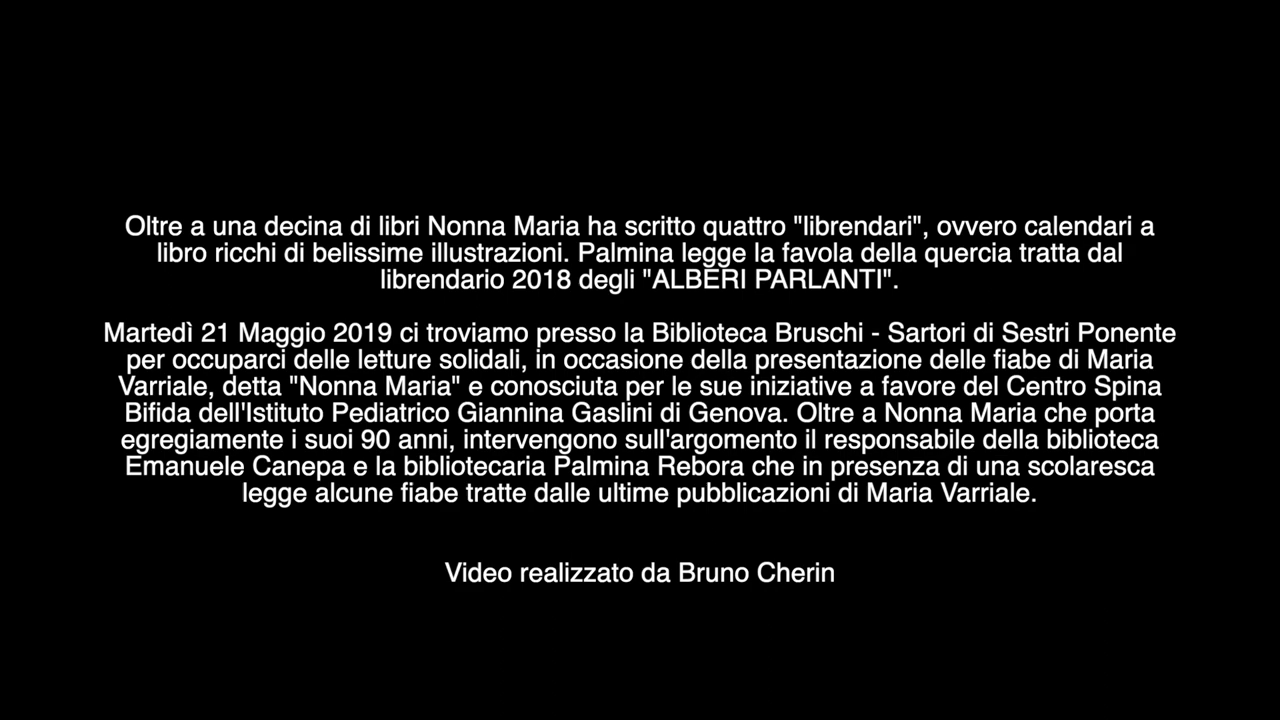 Oltre a una decina di libri Nonna Maria ha scritto quattro "librendari", ovvero calendari a
libro ricchi di belissime illustrazioni. Palmina legge la favola della quercia tratta dal
librendario 2018 degli "ALBERI PARLANTI".
Martedì 21 Maggio 2019 ci troviamo presso la Biblioteca Bruschi - Sartori di Sestri Ponente
per occuparci delle letture solidali, in occasione della presentazione delle fiabe di Maria
Varriale, detta "Nonna Maria" e conosciuta per le sue iniziative a favore del Centro Spina
Bifida dell'Istituto Pediatrico Giannina Gaslini di Genova. Oltre a Nonna Maria che porta
egregiamente i suoi 90 anni, intervengono sull'argomento il responsabile della biblioteca
Emanuele Canepa e la bibliotecaria Palmina Rebora che in presenza di una scolaresca
legge alcune fiabe tratte dalle ultime pubblicazioni di Maria Varriale.
Video realizzato da Bruno Cherin